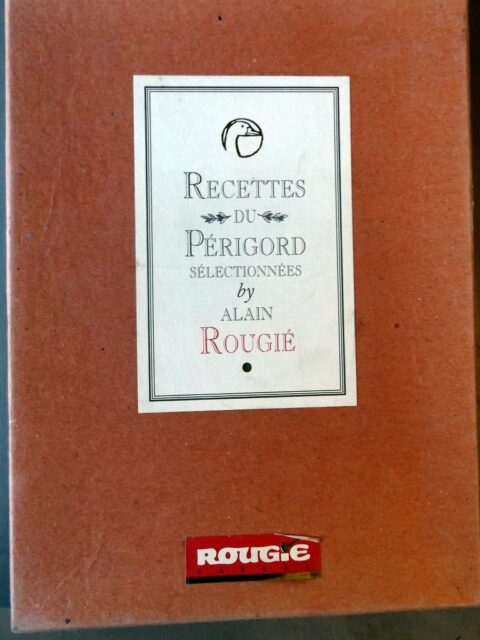 RECETTES
DU
PÉRIGORD
SÉLECTIONNÉES
by
ALAIN
ROUGIÉ
ROUGIE